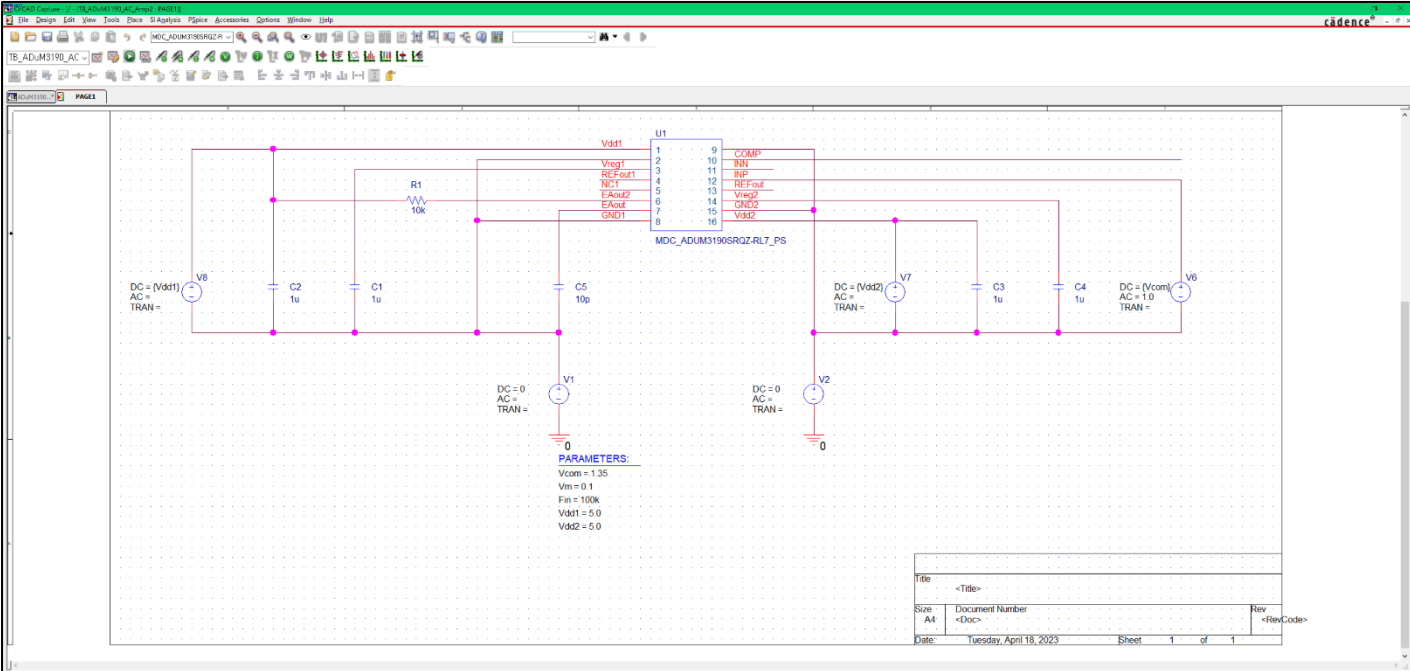 OrCAD Capture - [/ - (TB_ADuM3190_AC_Amp2 : PAGE1)]
File Design Edit View Tools Place SI Analysis PSpice Accessories Options Window Help
cādence®
MDC_ADUM3190SRQZ-R
TB_ADuM3190_AC
ADuM3190...*
PAGE1
U1
Vdd1
1
9
COMP
2
10
Vreg1
INN
3
11
REFout1
INP
4
12
NC1
REFout
5
13
EAout2
Vreg2
6
14
EAout
GND2
7
15
GND1
Vdd2
8
16
MDC_ADUM3190SRQZ-RL7_PS
R1
10k
V8
DC = {Vdd1}
AC =
TRAN =
C2
1u
C1
1u
C5
10p
V7
DC = {Vdd2}
AC =
TRAN =
C3
1u
C4
1u
V6
DC = {Vcom}
AC = 1.0
TRAN =
V1
DC = 0
AC =
TRAN =
0
V2
DC = 0
AC =
TRAN =
0
PARAMETERS:
Vcom = 1.35
Vm = 0.1
Fin = 100k
Vdd1 = 5.0
Vdd2 = 5.0
Title
<Title>
Size Document Number Rev
A4 <Doc> <RevCode>
Date: Tuesday, April 18, 2023 Sheet 1 of 1